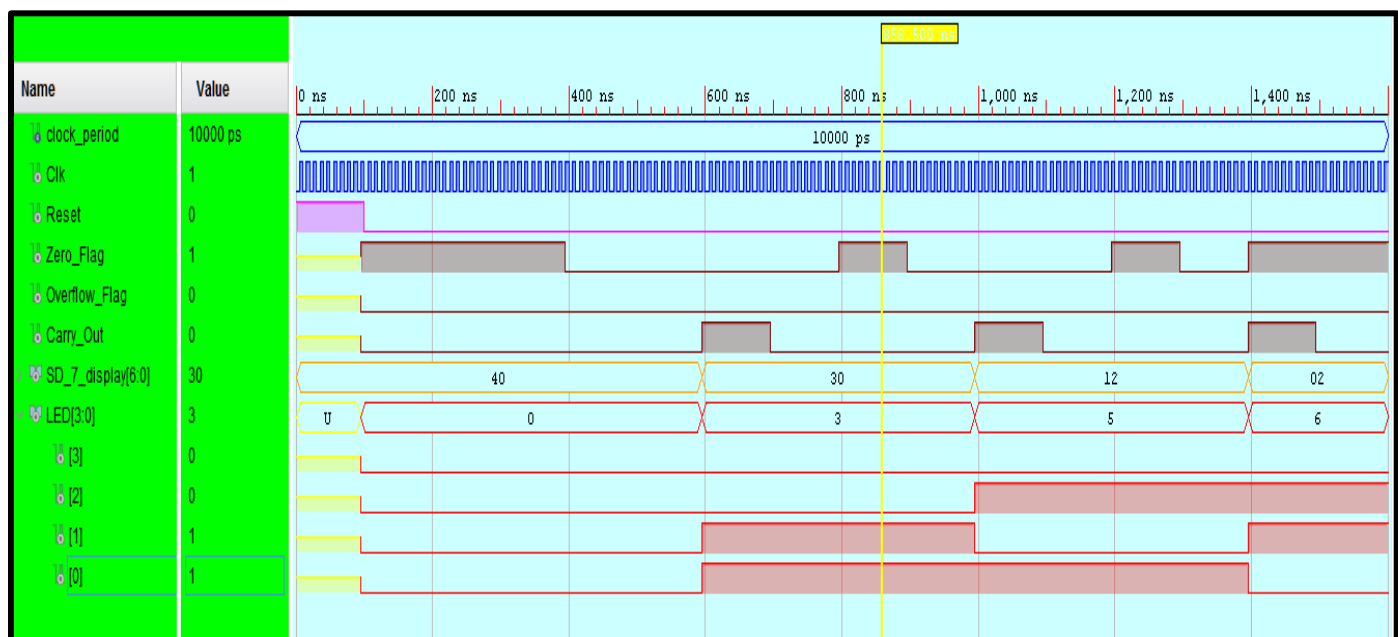 858.500 ns
Name Value 0 ns 200 ns 400 ns 600 ns 800 ns 1,000 ns 1,200 ns 1,400 ns
clock_period 10000 ps 10000 ps
Clk 1
Reset 0
Zero_Flag 1
Overflow_Flag 0
Carry_Out 0
SD_7_display[6:0] 30 40 30 12 02
LED[3:0] 3 U 0 3 5 6
[3] 0
[2] 0
[1] 1
[0] 1